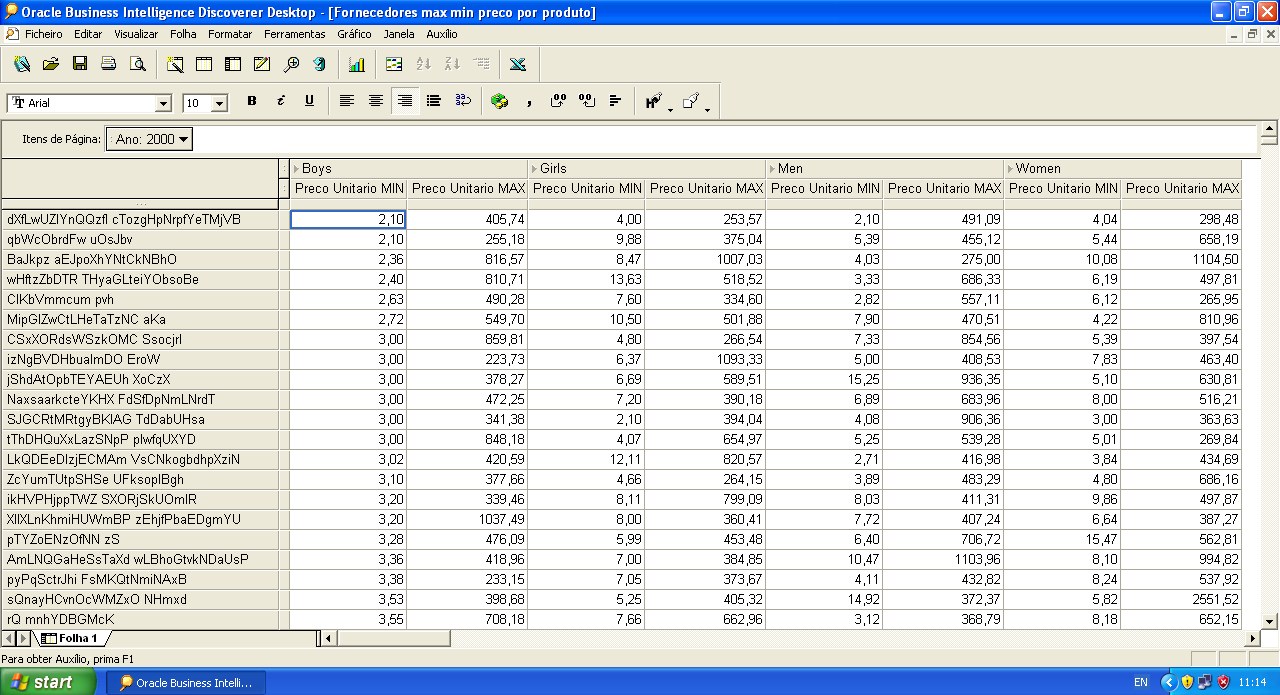 Oracle Business Intelligence Discoverer Desktop - [Fornecedores max min preco por produto]
Ficheiro Editar Visualizar Folha Formatar Ferramentas Gráfico Janela Auxílio
Arial 10 B i U
Itens de Página: Ano: 2000
Boys Girls Men Women
Preco Unitario MIN Preco Unitario MAX Preco Unitario MIN Preco Unitario MAX Preco Unitario MIN Preco Unitario MAX Preco Unitario MIN Preco Unitario MAX
dXfLwUZlYnQQzfl cTozgHpNrpfYeTMjVB 2,10 405,74 4,00 253,57 2,10 491,09 4,04 298,48
qbWcObrdFw uOsJbv 2,10 255,18 9,88 375,04 5,39 455,12 5,44 658,19
BaJkpz aEJpoXhYNtCkNBhO 2,36 816,57 8,47 1007,03 4,03 275,00 10,08 1104,50
wHftzZbDTR THyaGLteiYObsoBe 2,40 810,71 13,63 518,52 3,33 686,33 6,19 497,81
ClKbVmmcum pvh 2,63 490,28 7,60 334,60 2,82 557,11 6,12 265,95
MipGlZwCtLHeTaTzNC aKa 2,72 549,70 10,50 501,88 7,90 470,51 4,22 810,96
CSxXORdsWSzkOMC Ssocjrl 3,00 859,81 4,80 266,54 7,33 854,56 5,39 397,54
izNgBVDHbualmDO EroW 3,00 223,73 6,37 1093,33 5,00 408,53 7,83 463,40
jShdAtOpbTEYAEUh XoCzX 3,00 378,27 6,69 589,51 15,25 936,35 5,10 630,81
NaxsaarkcteYKHX FdSfDpNmLNrdT 3,00 472,25 7,20 390,18 6,89 683,96 8,00 516,21
SJGCRtMRtgyBKlAG TdDabUHsa 3,00 341,38 2,10 394,04 4,08 906,36 3,00 363,63
tThDHQuXxLazSNpP plwfqUXYD 3,00 848,18 4,07 654,97 5,25 539,28 5,01 269,84
LkQDEeDlzjECMAm VsCNkogbdhpXziN 3,02 420,59 12,11 820,57 2,71 416,98 3,84 434,69
ZcYumTUtpSHSe UFksoplBgh 3,10 377,66 4,66 264,15 3,89 483,29 4,80 686,16
ikHVPHjppTWZ SXORjSkUOmlR 3,20 339,46 8,11 799,09 8,03 411,31 9,86 497,87
XllXLnKhmiHUWmBP zEhjfPbaEDgmYU 3,20 1037,49 8,00 360,41 7,72 407,24 6,64 387,27
pTYZoENzOfNN zS 3,28 476,09 5,99 453,48 6,40 706,72 15,47 562,81
AmLNQGaHeSsTaXd wLBhoGtvkNDaUsP 3,36 418,96 7,00 384,85 10,47 1103,96 8,10 994,82
pyPqSctrJhi FsMKQtNmiNAxB 3,38 233,15 7,05 373,67 4,11 432,82 8,24 537,92
sQnayHCvnOcWMZxO NHmxd 3,53 398,68 5,25 405,32 14,92 372,37 5,82 2551,52
rQ mnhYDBGMcK 3,55 708,18 7,66 662,96 3,12 368,79 8,18 652,15
Folha 1
Para obter Auxílio, prima F1
start Oracle Business Intelli... EN 11:14